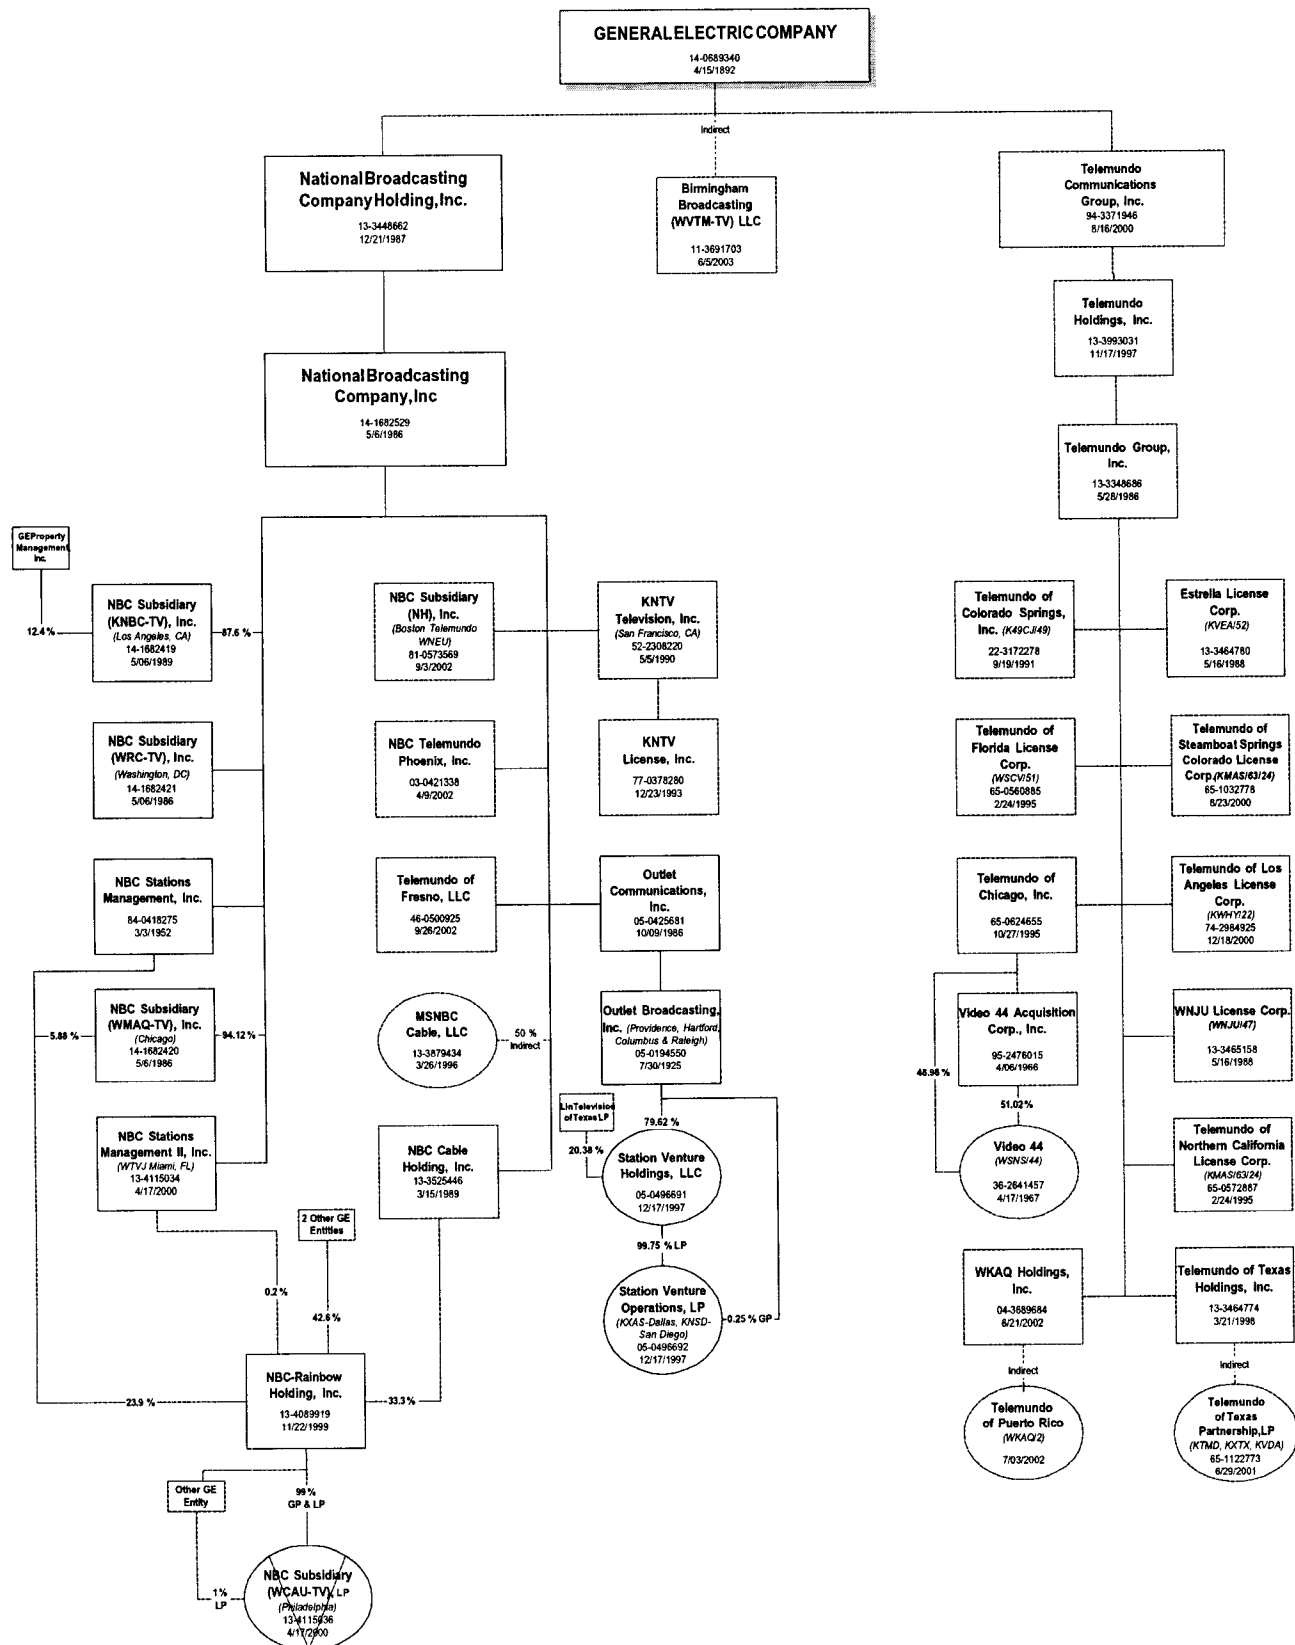 GENERAL ELECTRIC COMPANY
14-0689340
4/15/1892
Indirect
National Broadcasting
Company Holding, Inc.
13-3448662
12/21/1987
Birmingham
Broadcasting
(WVTM-TV) LLC
11-3691703
6/5/2003
Telemundo
Communications
Group, Inc.
94-3371946
8/16/2000
Telemundo
Holdings, Inc.
13-3993031
11/17/1997
National Broadcasting
Company, Inc
14-1682529
5/6/1986
Telemundo Group,
Inc.
13-3348686
5/28/1986
GE Property
Management,
Inc.
12.4 %
NBC Subsidiary
(KNBC-TV), Inc.
(Los Angeles, CA)
14-1682419
5/06/1989
87.6 %
NBC Subsidiary
(NH), Inc.
(Boston Telemundo
WNEU)
81-0573569
9/3/2002
KNTV
Television, Inc.
(San Francisco, CA)
52-2308220
5/5/1990
Telemundo of
Colorado Springs,
Inc. (K49CJ/49)
22-3172278
9/19/1991
Estrella License
Corp.
(KVEA/52)
13-3464780
5/16/1988
NBC Subsidiary
(WRC-TV), Inc.
(Washington, DC)
14-1682421
5/06/1986
NBC Telemundo
Phoenix, Inc.
03-0421338
4/9/2002
KNTV
License, Inc.
77-0378280
12/23/1993
Telemundo of
Florida License
Corp.
(WSCV/51)
65-0560885
2/24/1995
Telemundo of
Steamboat Springs
Colorado License
Corp.(KMAS/63/24)
65-1032778
8/23/2000
NBC Stations
Management, Inc.
84-0418275
3/3/1952
Telemundo of
Fresno, LLC
46-0500925
9/26/2002
Outlet
Communications,
Inc.
05-0425681
10/09/1986
Telemundo of
Chicago, Inc.
65-0624655
10/27/1995
Telemundo of Los
Angeles License
Corp.
(KWHY/22)
74-2984925
12/18/2000
5.88 %
NBC Subsidiary
(WMAQ-TV), Inc.
(Chicago)
14-1682420
5/6/1986
94.12 %
MSNBC
Cable, LLC
13-3879434
3/26/1996
50 %
Indirect
Outlet Broadcasting,
Inc. (Providence, Hartford,
Columbus & Raleigh)
05-0194550
7/30/1925
48.98 %
Video 44 Acquisition
Corp., Inc.
95-2476015
4/06/1966
WNJU License Corp.
(WNJU/47)
13-3465158
5/16/1988
NBC Stations
Management II, Inc.
(WTVJ Miami, FL)
13-4115034
4/17/2000
NBC Cable
Holding, Inc.
13-3525446
3/15/1989
Lin Television
of Texas LP
20.38 %
79.62 %
Station Venture
Holdings, LLC
05-0496691
12/17/1997
51.02 %
Video 44
(WSNS/44)
36-2641457
4/17/1967
Telemundo of
Northern California
License Corp.
(KMAS/63/24)
65-0572887
2/24/1995
2 Other GE
Entities
0.2 %
42.6 %
99.75 % LP
Station Venture
Operations, LP
(KXAS-Dallas, KNSD-
San Diego)
05-0496692
12/17/1997
0.25 % GP
WKAQ Holdings,
Inc.
04-3689684
6/21/2002
Telemundo of Texas
Holdings, Inc.
13-3464774
3/21/1998
23.9 %
NBC-Rainbow
Holding, Inc.
13-4089919
11/22/1999
33.3 %
Indirect
Telemundo
of Puerto Rico
(WKAQ/2)
7/03/2002
Indirect
Telemundo
of Texas
Partnership, LP
(KTMD, KXTX, KVDA)
65-1122773
6/29/2001
Other GE
Entity
99 %
GP & LP
1%
LP
NBC Subsidiary
(WCAU-TV), LP
(Philadelphia)
13-4115036
4/17/2000